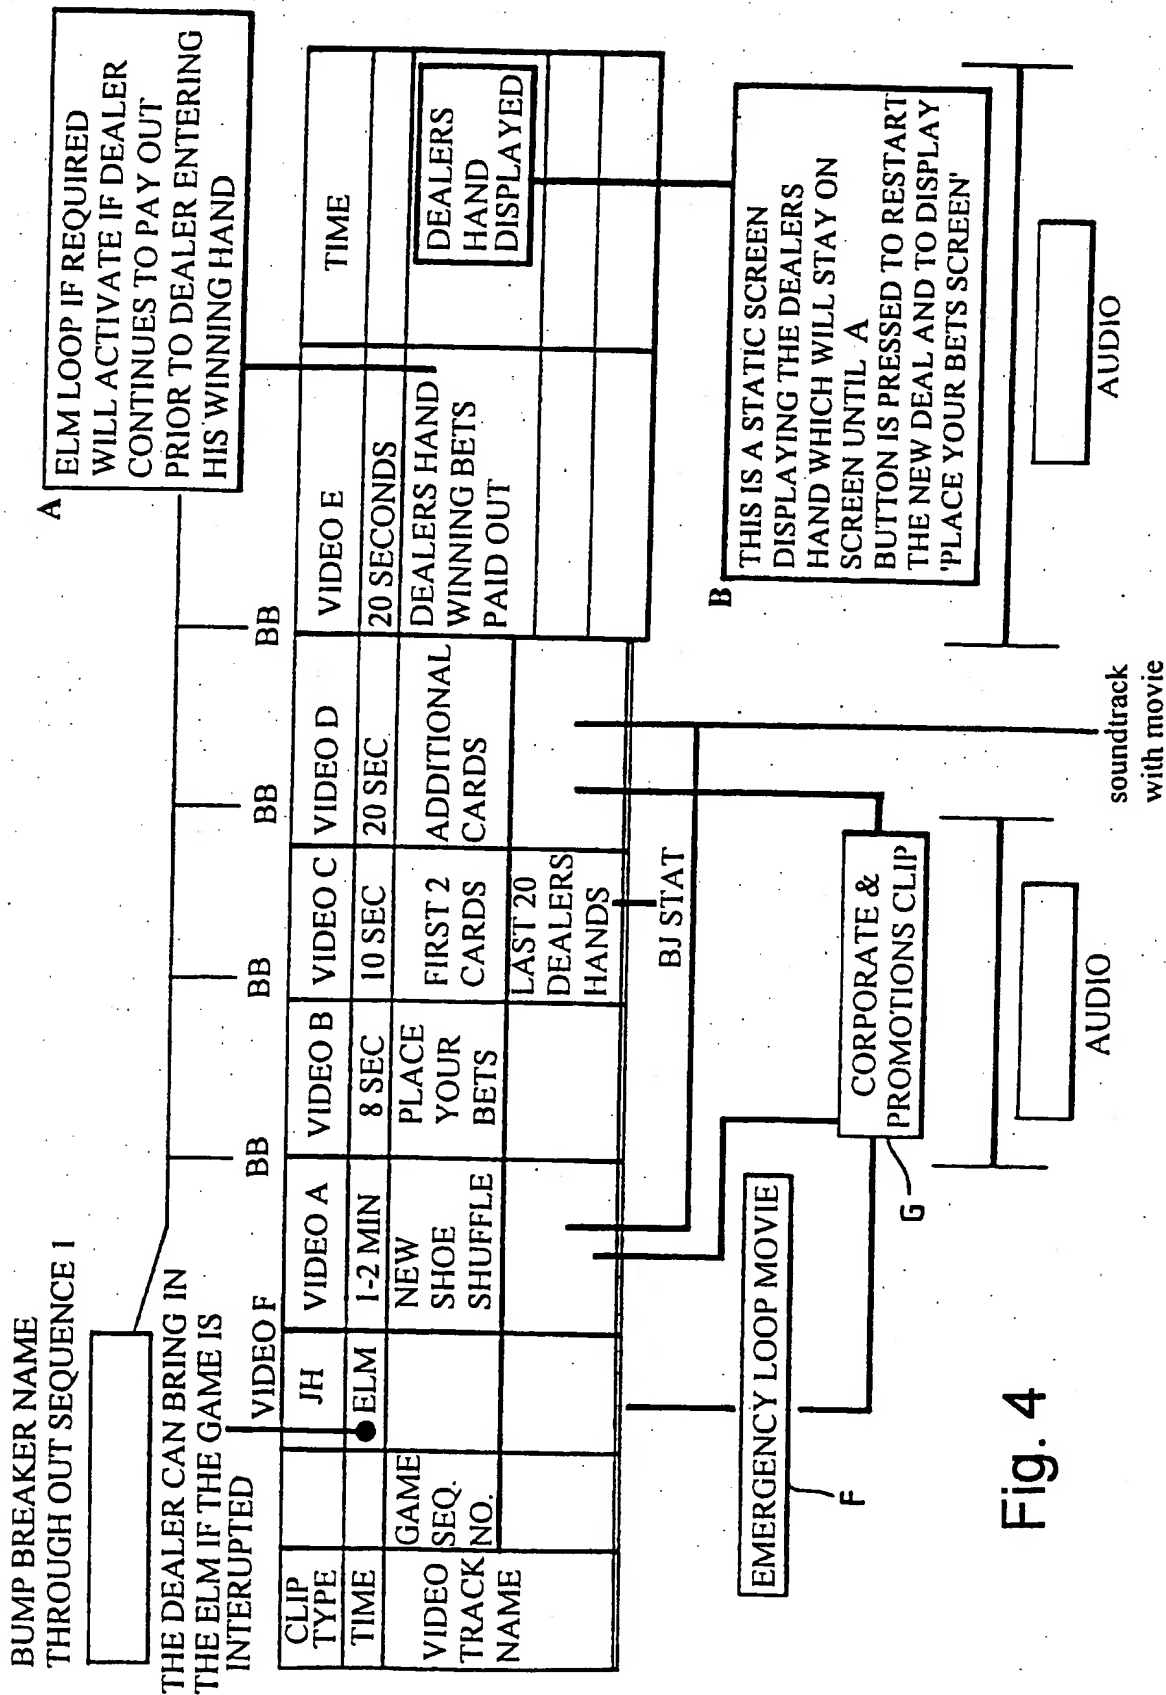 BUMP BREAKER NAME
THROUGH OUT SEQUENCE 1
THE DEALER CAN BRING IN
THE ELM IF THE GAME IS
INTERUPTED
VIDEO F
BB
BB
BB
BB
A
ELM LOOP IF REQUIRED
WILL ACTIVATE IF DEALER
CONTINUES TO PAY OUT
PRIOR TO DEALER ENTERING
HIS WINNING HAND
CLIP
TYPE
JH
VIDEO A
VIDEO B
VIDEO C
VIDEO D
VIDEO E
TIME
TIME
ELM
1-2 MIN
8 SEC
10 SEC
20 SEC
20 SECONDS
VIDEO
TRACK
NAME
GAME
SEQ.
NO.
NEW
SHOE
SHUFFLE
PLACE
YOUR
BETS
FIRST 2
CARDS
ADDITIONAL
CARDS
DEALERS HAND
WINNING BETS
PAID OUT
DEALERS
HAND
DISPLAYED
LAST 20
DEALERS
HANDS
BJ STAT
EMERGENCY LOOP MOVIE
F
CORPORATE &
PROMOTIONS CLIP
G
B
THIS IS A STATIC SCREEN
DISPLAYING THE DEALERS
HAND WHICH WILL STAY ON
SCREEN UNTIL A
BUTTON IS PRESSED TO RESTART
THE NEW DEAL AND TO DISPLAY
'PLACE YOUR BETS SCREEN'
AUDIO
soundtrack
with movie
AUDIO
Fig. 4